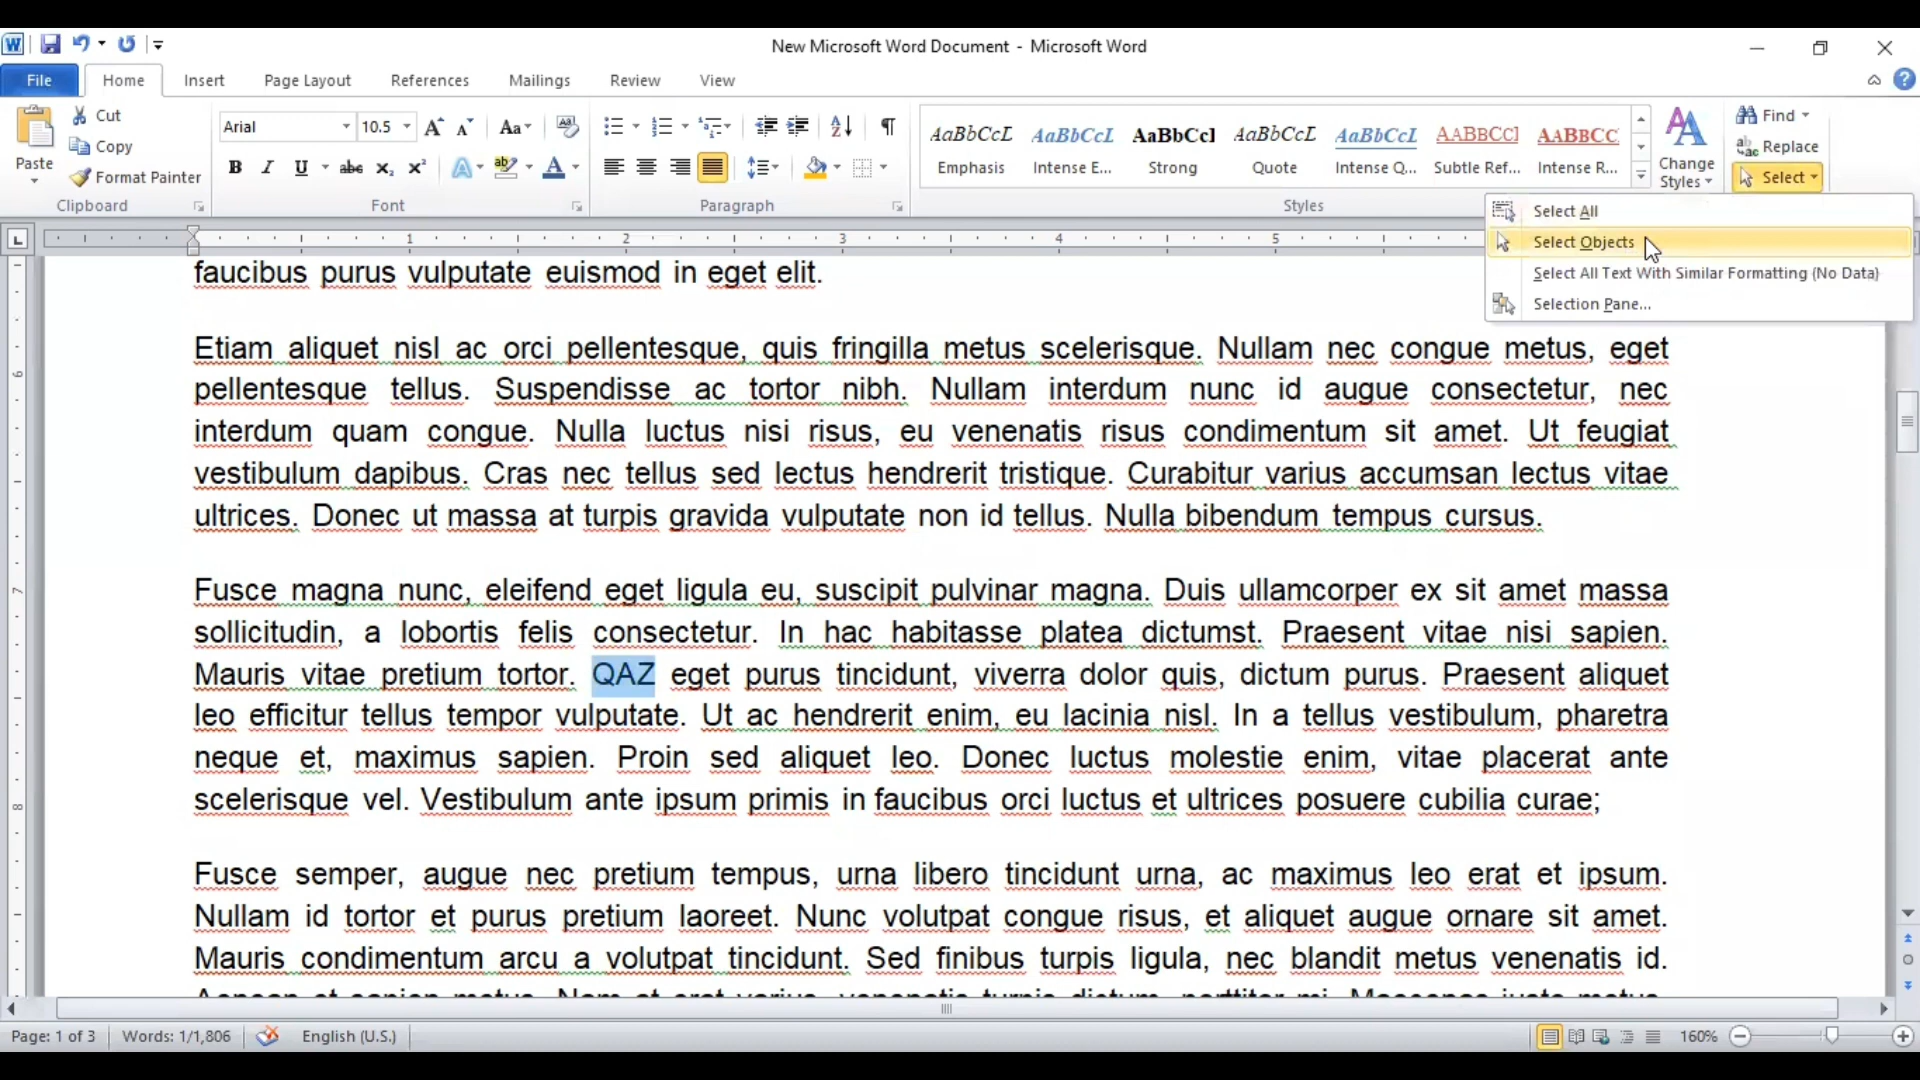 New Microsoft Word Document - Microsoft Word
File Home Insert Page Layout References Mailings Review View
Paste
Cut
Copy
Format Painter
Clipboard
Arial 10.5
Font
Paragraph
AaBbCcL AaBbCcL AaBbCcI AaBbCcL AaBbCcL AABBCCI AABBCC
Emphasis Intense E... Strong Quote Intense Q... Subtle Ref... Intense R...
Styles
Change
Styles
Find
Replace
Select
Select All
Select Objects
Select All Text With Similar Formatting (No Data)
Selection Pane...
1 2 3 4 5
faucibus purus vulputate euismod in eget elit.
Etiam aliquet nisl ac orci pellentesque, quis fringilla metus scelerisque. Nullam nec congue metus, eget
pellentesque tellus. Suspendisse ac tortor nibh. Nullam interdum nunc id augue consectetur, nec
interdum quam congue. Nulla luctus nisi risus, eu venenatis risus condimentum sit amet. Ut feugiat
vestibulum dapibus. Cras nec tellus sed lectus hendrerit tristique. Curabitur varius accumsan lectus vitae
ultrices. Donec ut massa at turpis gravida vulputate non id tellus. Nulla bibendum tempus cursus.
Fusce magna nunc, eleifend eget ligula eu, suscipit pulvinar magna. Duis ullamcorper ex sit amet massa
sollicitudin, a lobortis felis consectetur. In hac habitasse platea dictumst. Praesent vitae nisi sapien.
Mauris vitae pretium tortor. QAZ eget purus tincidunt, viverra dolor quis, dictum purus. Praesent aliquet
leo efficitur tellus tempor vulputate. Ut ac hendrerit enim, eu lacinia nisl. In a tellus vestibulum, pharetra
neque et, maximus sapien. Proin sed aliquet leo. Donec luctus molestie enim, vitae placerat ante
scelerisque vel. Vestibulum ante ipsum primis in faucibus orci luctus et ultrices posuere cubilia curae;
Fusce semper, augue nec pretium tempus, urna libero tincidunt urna, ac maximus leo erat et ipsum.
Nullam id tortor et purus pretium laoreet. Nunc volutpat congue risus, et aliquet augue ornare sit amet.
Mauris condimentum arcu a volutpat tincidunt. Sed finibus turpis ligula, nec blandit metus venenatis id.
Page: 1 of 3 Words: 1/1,806 English (U.S.) 160%